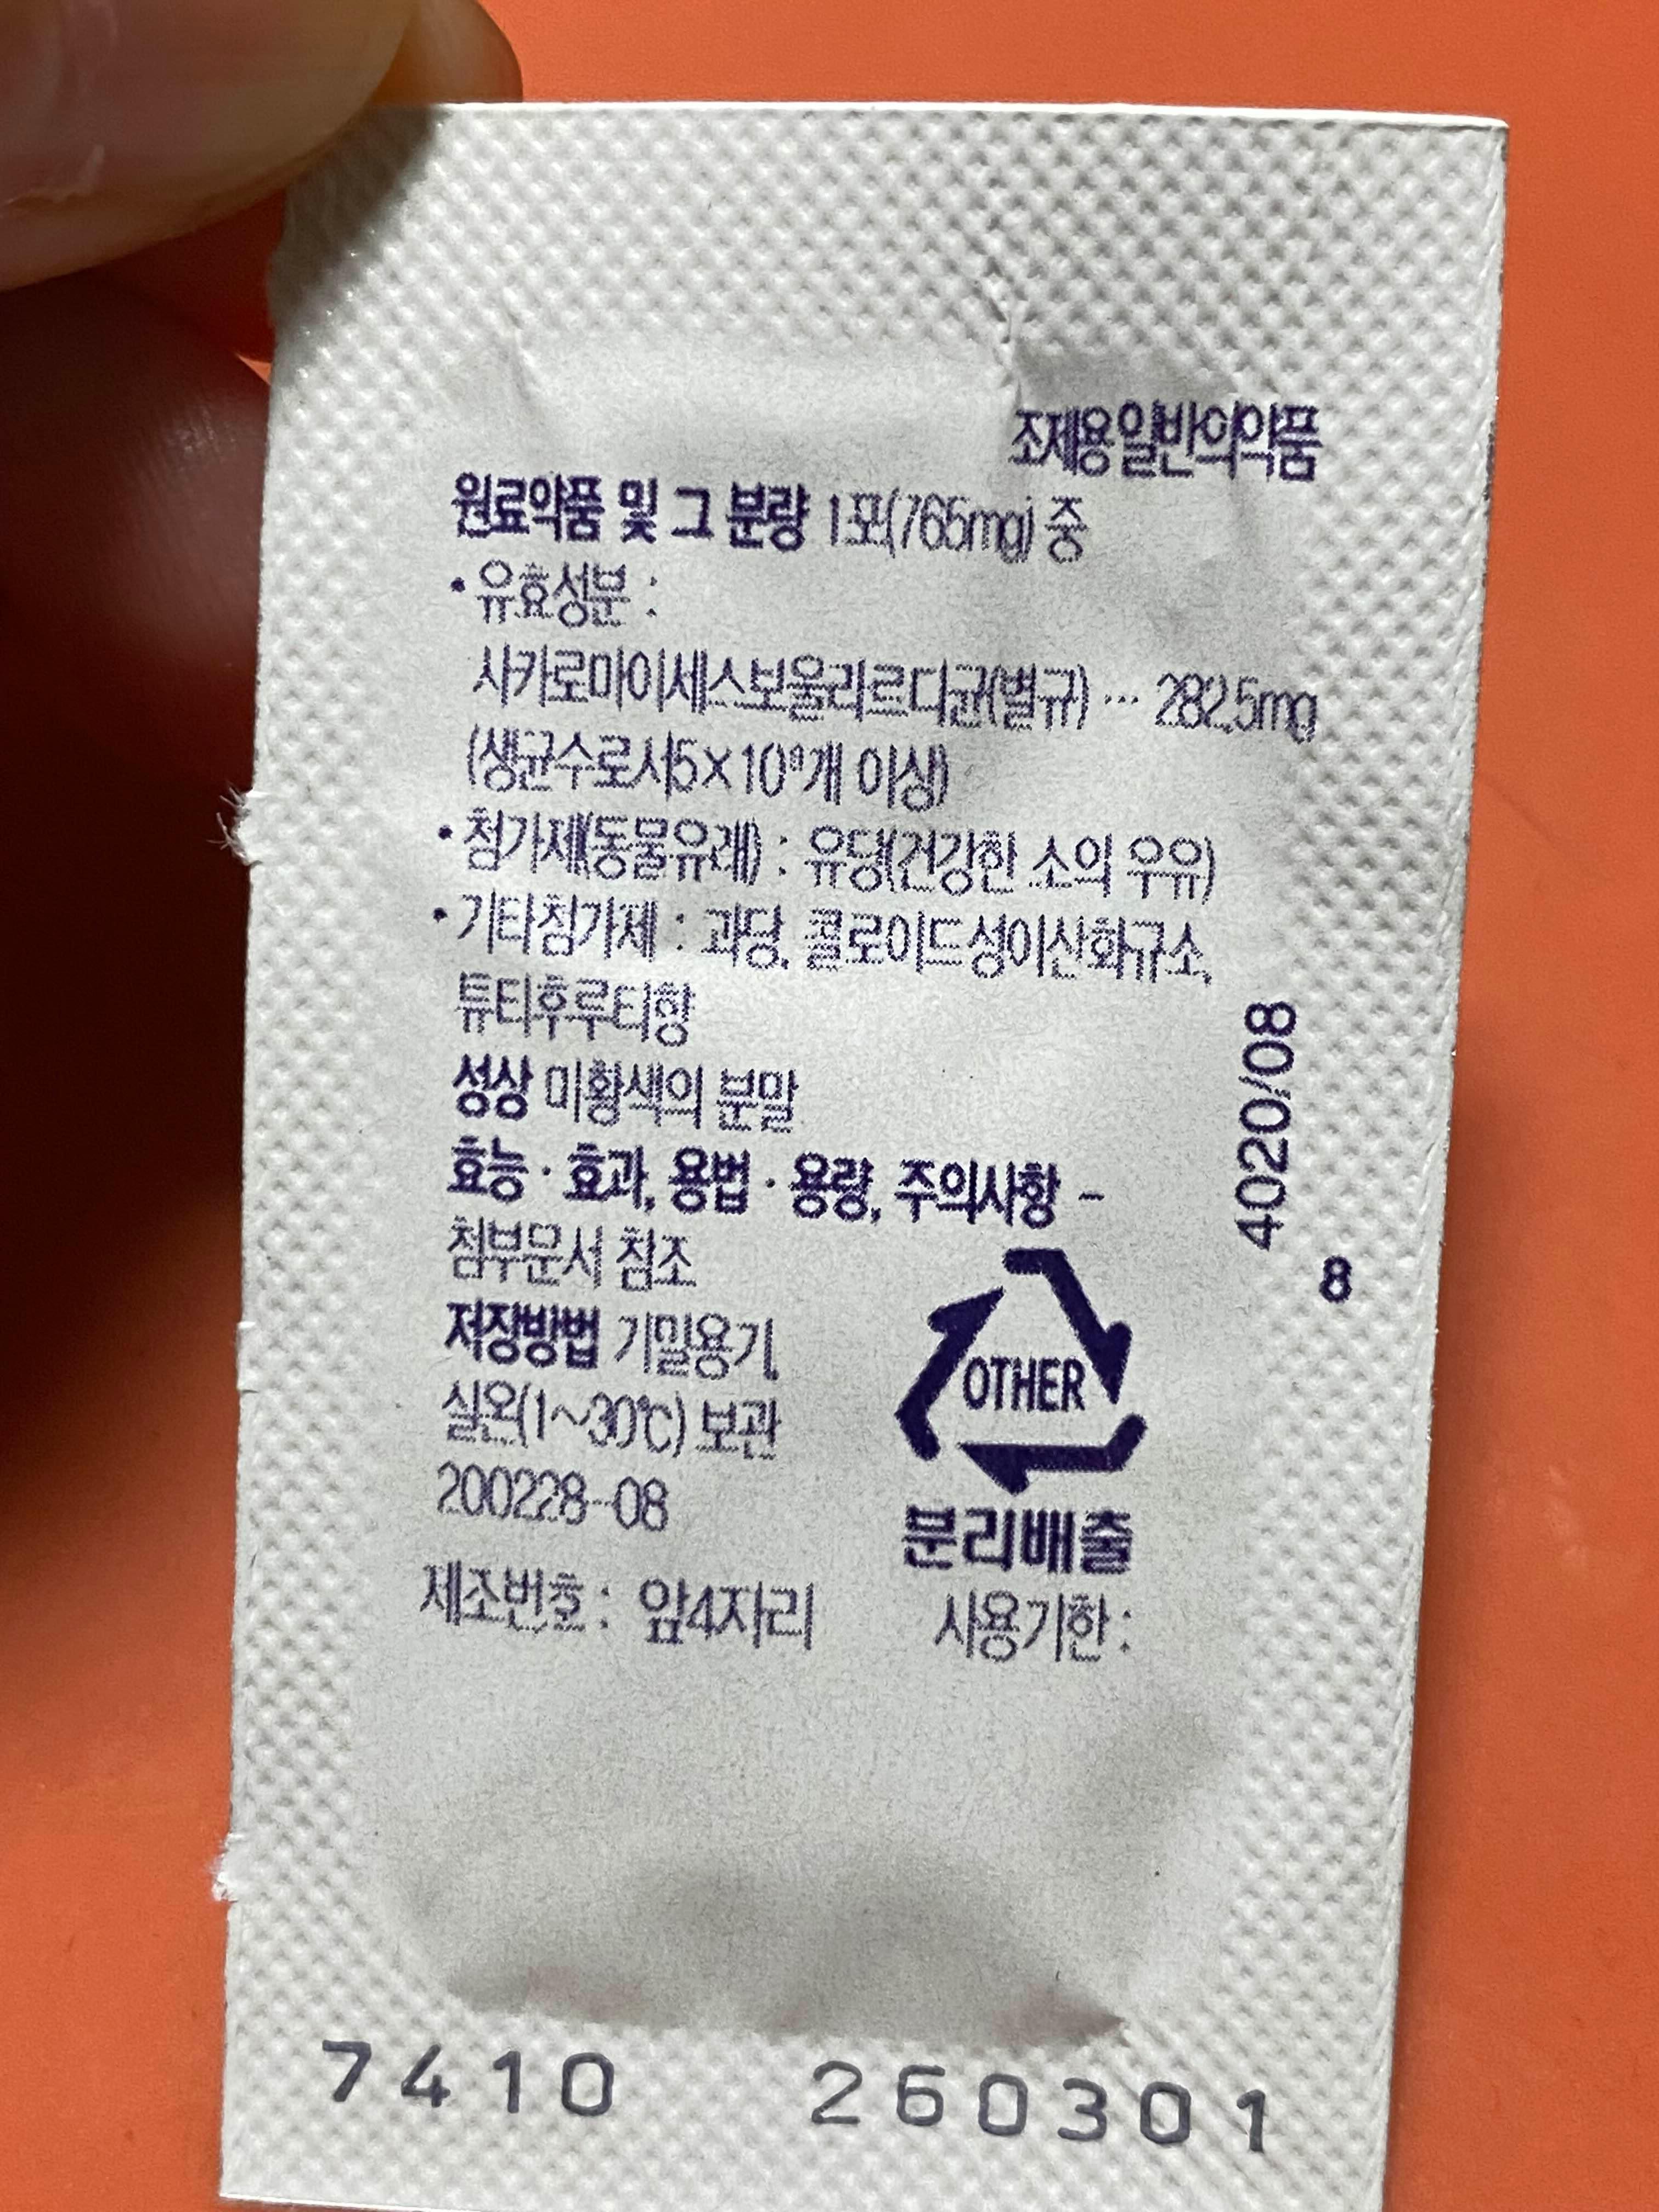 조제용일반의약품
원료약품 및 그 분량 1포(765mg) 중
• 유효성분 :
사카로마이세스보울라르디균(별규) ··· 282.5mg
(생균수로서5×10⁹개 이상)
• 첨가제(동물유래) : 유당(건강한 소의 우유)
• 기타첨가제 : 과당, 콜로이드성이산화규소,
튜티후루티향
성상 미황색의 분말
효능 · 효과, 용법 · 용량, 주의사항 -
첨부문서 참조
저장방법 기밀용기,
실온(1~30℃) 보관
200228-08
OTHER
분리배출
제조번호 : 앞4자리 사용기한 :
4020/08
8
7410 260301